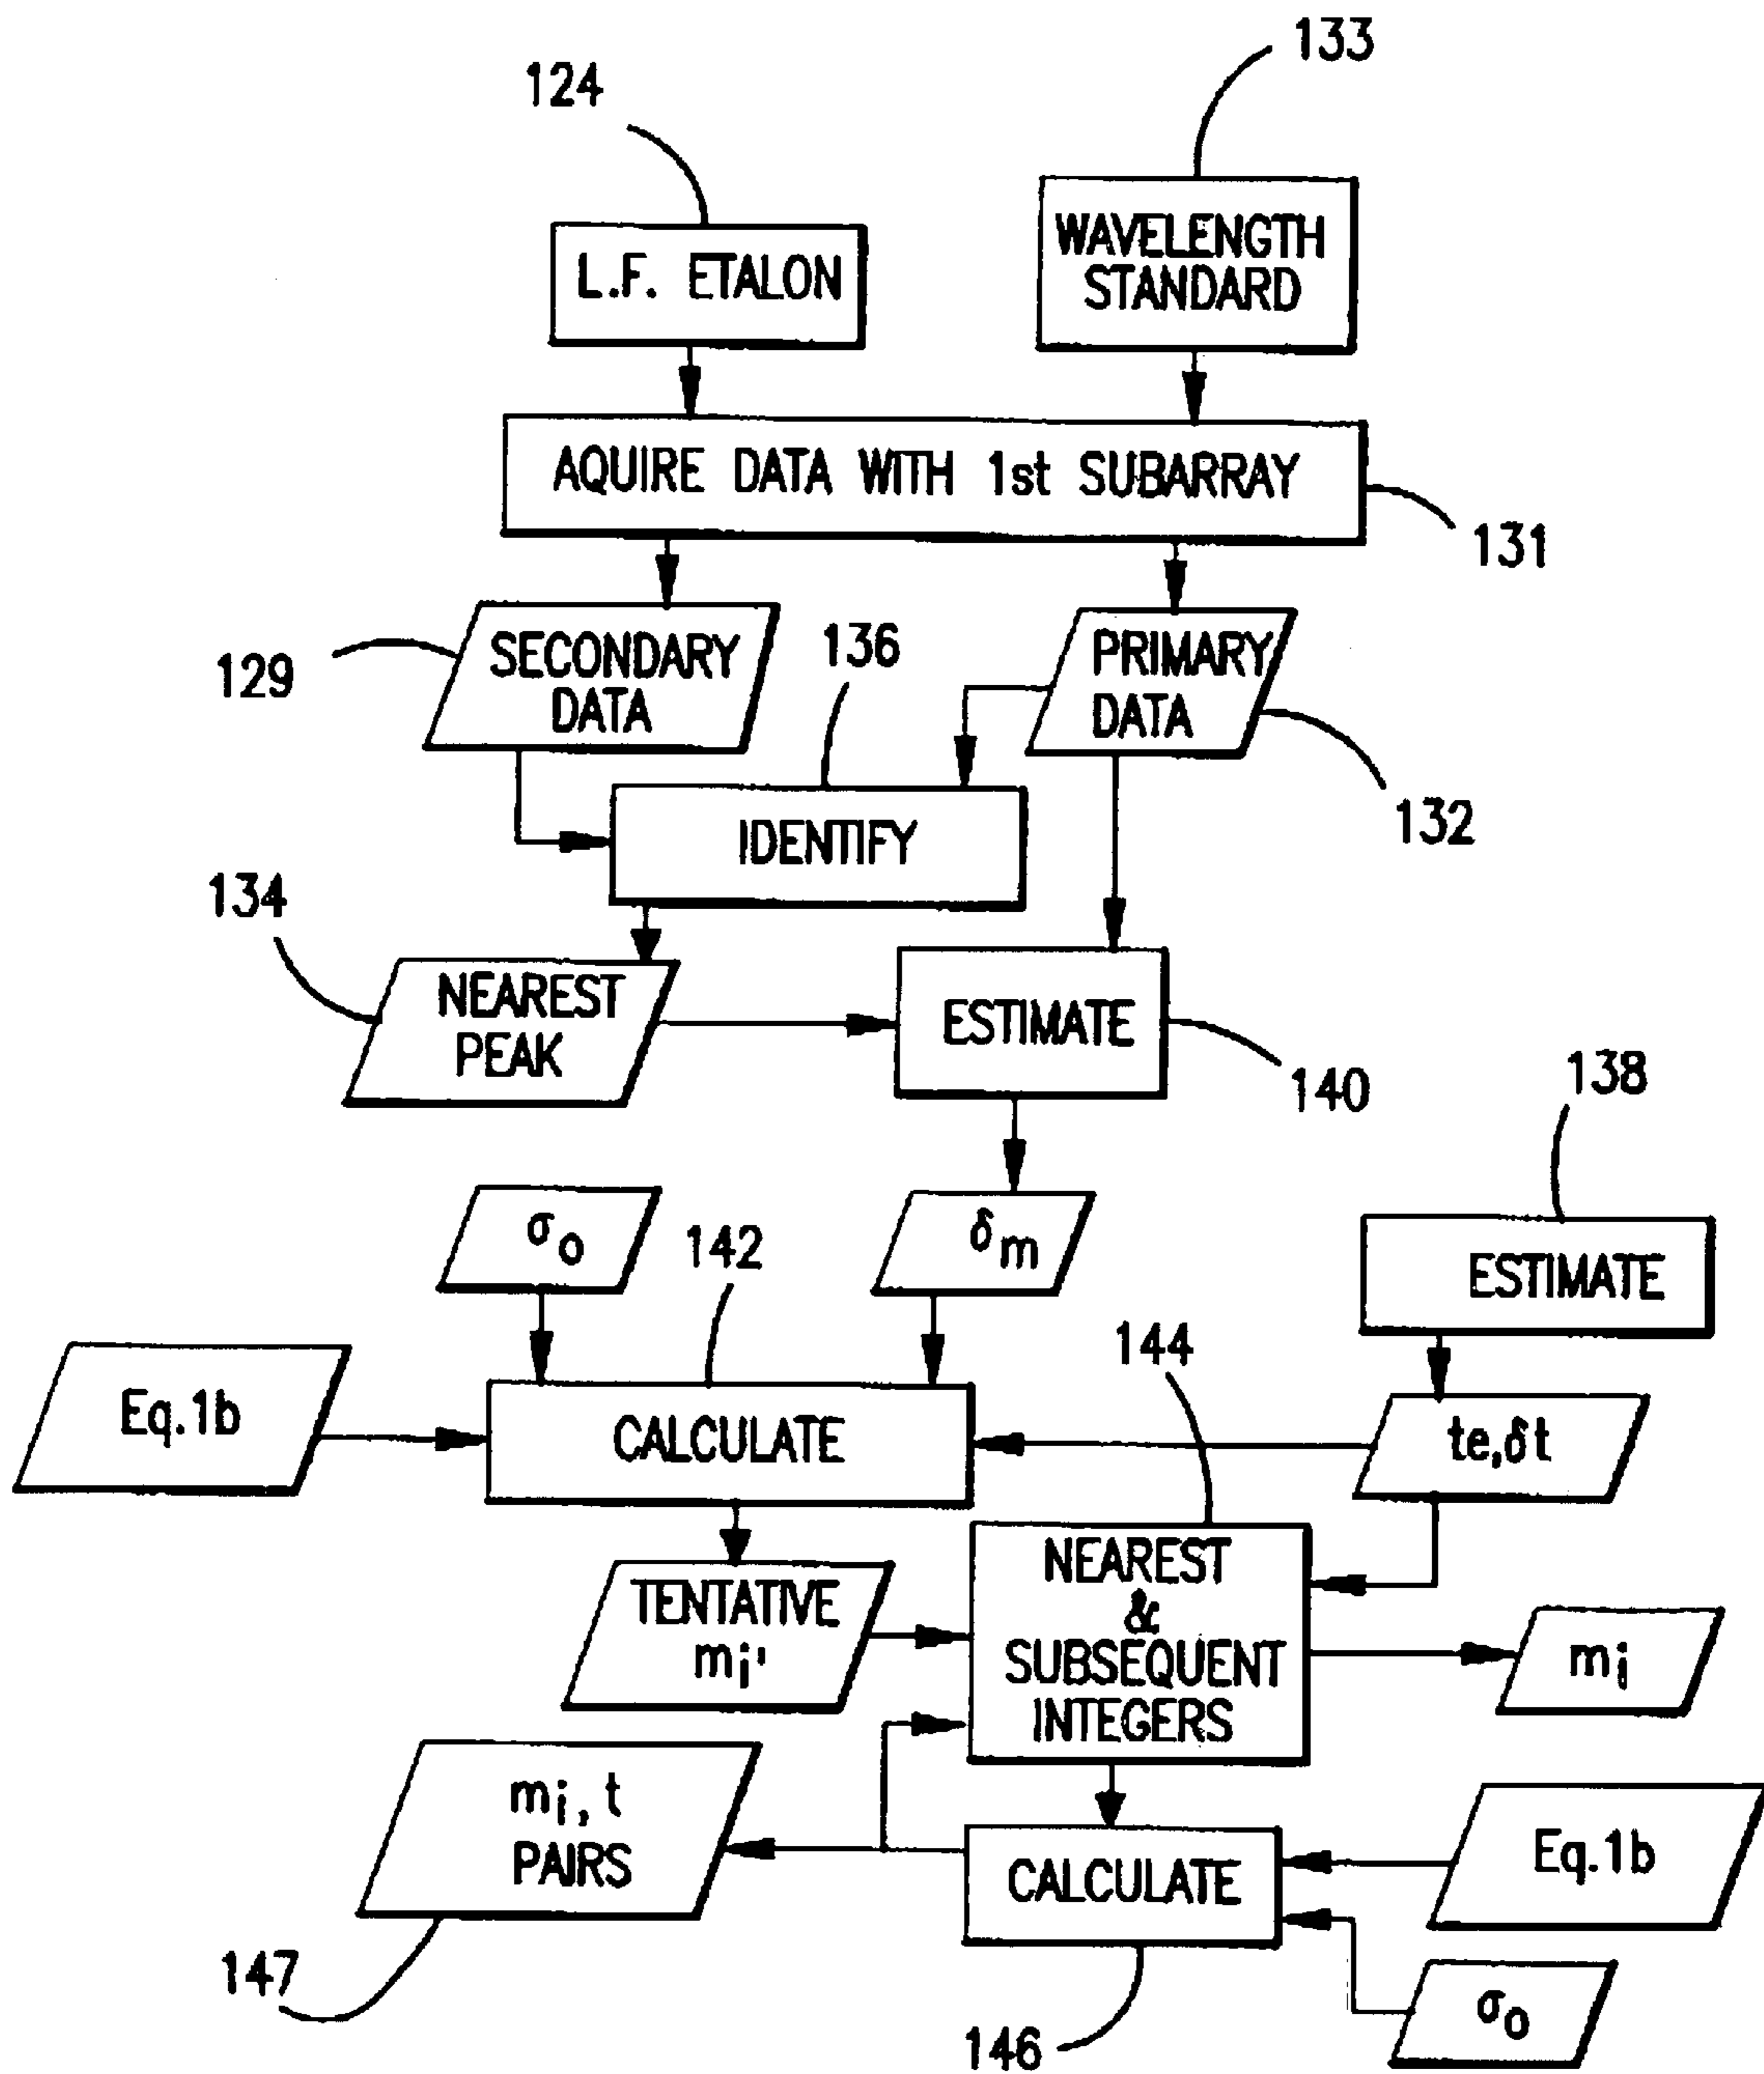 133
124
L.F. ETALON
WAVELENGTH
STANDARD
AQUIRE DATA WITH 1st SUBARRAY
131
SECONDARY
DATA
129
136
PRIMARY
DATA
132
IDENTIFY
134
NEAREST
PEAK
ESTIMATE
140
138
σo
142
δm
ESTIMATE
144
Eq.1b
CALCULATE
te,δt
TENTATIVE
mi'
NEAREST
&
SUBSEQUENT
INTEGERS
mi
mi, t
PAIRS
147
CALCULATE
Eq.1b
146
σo